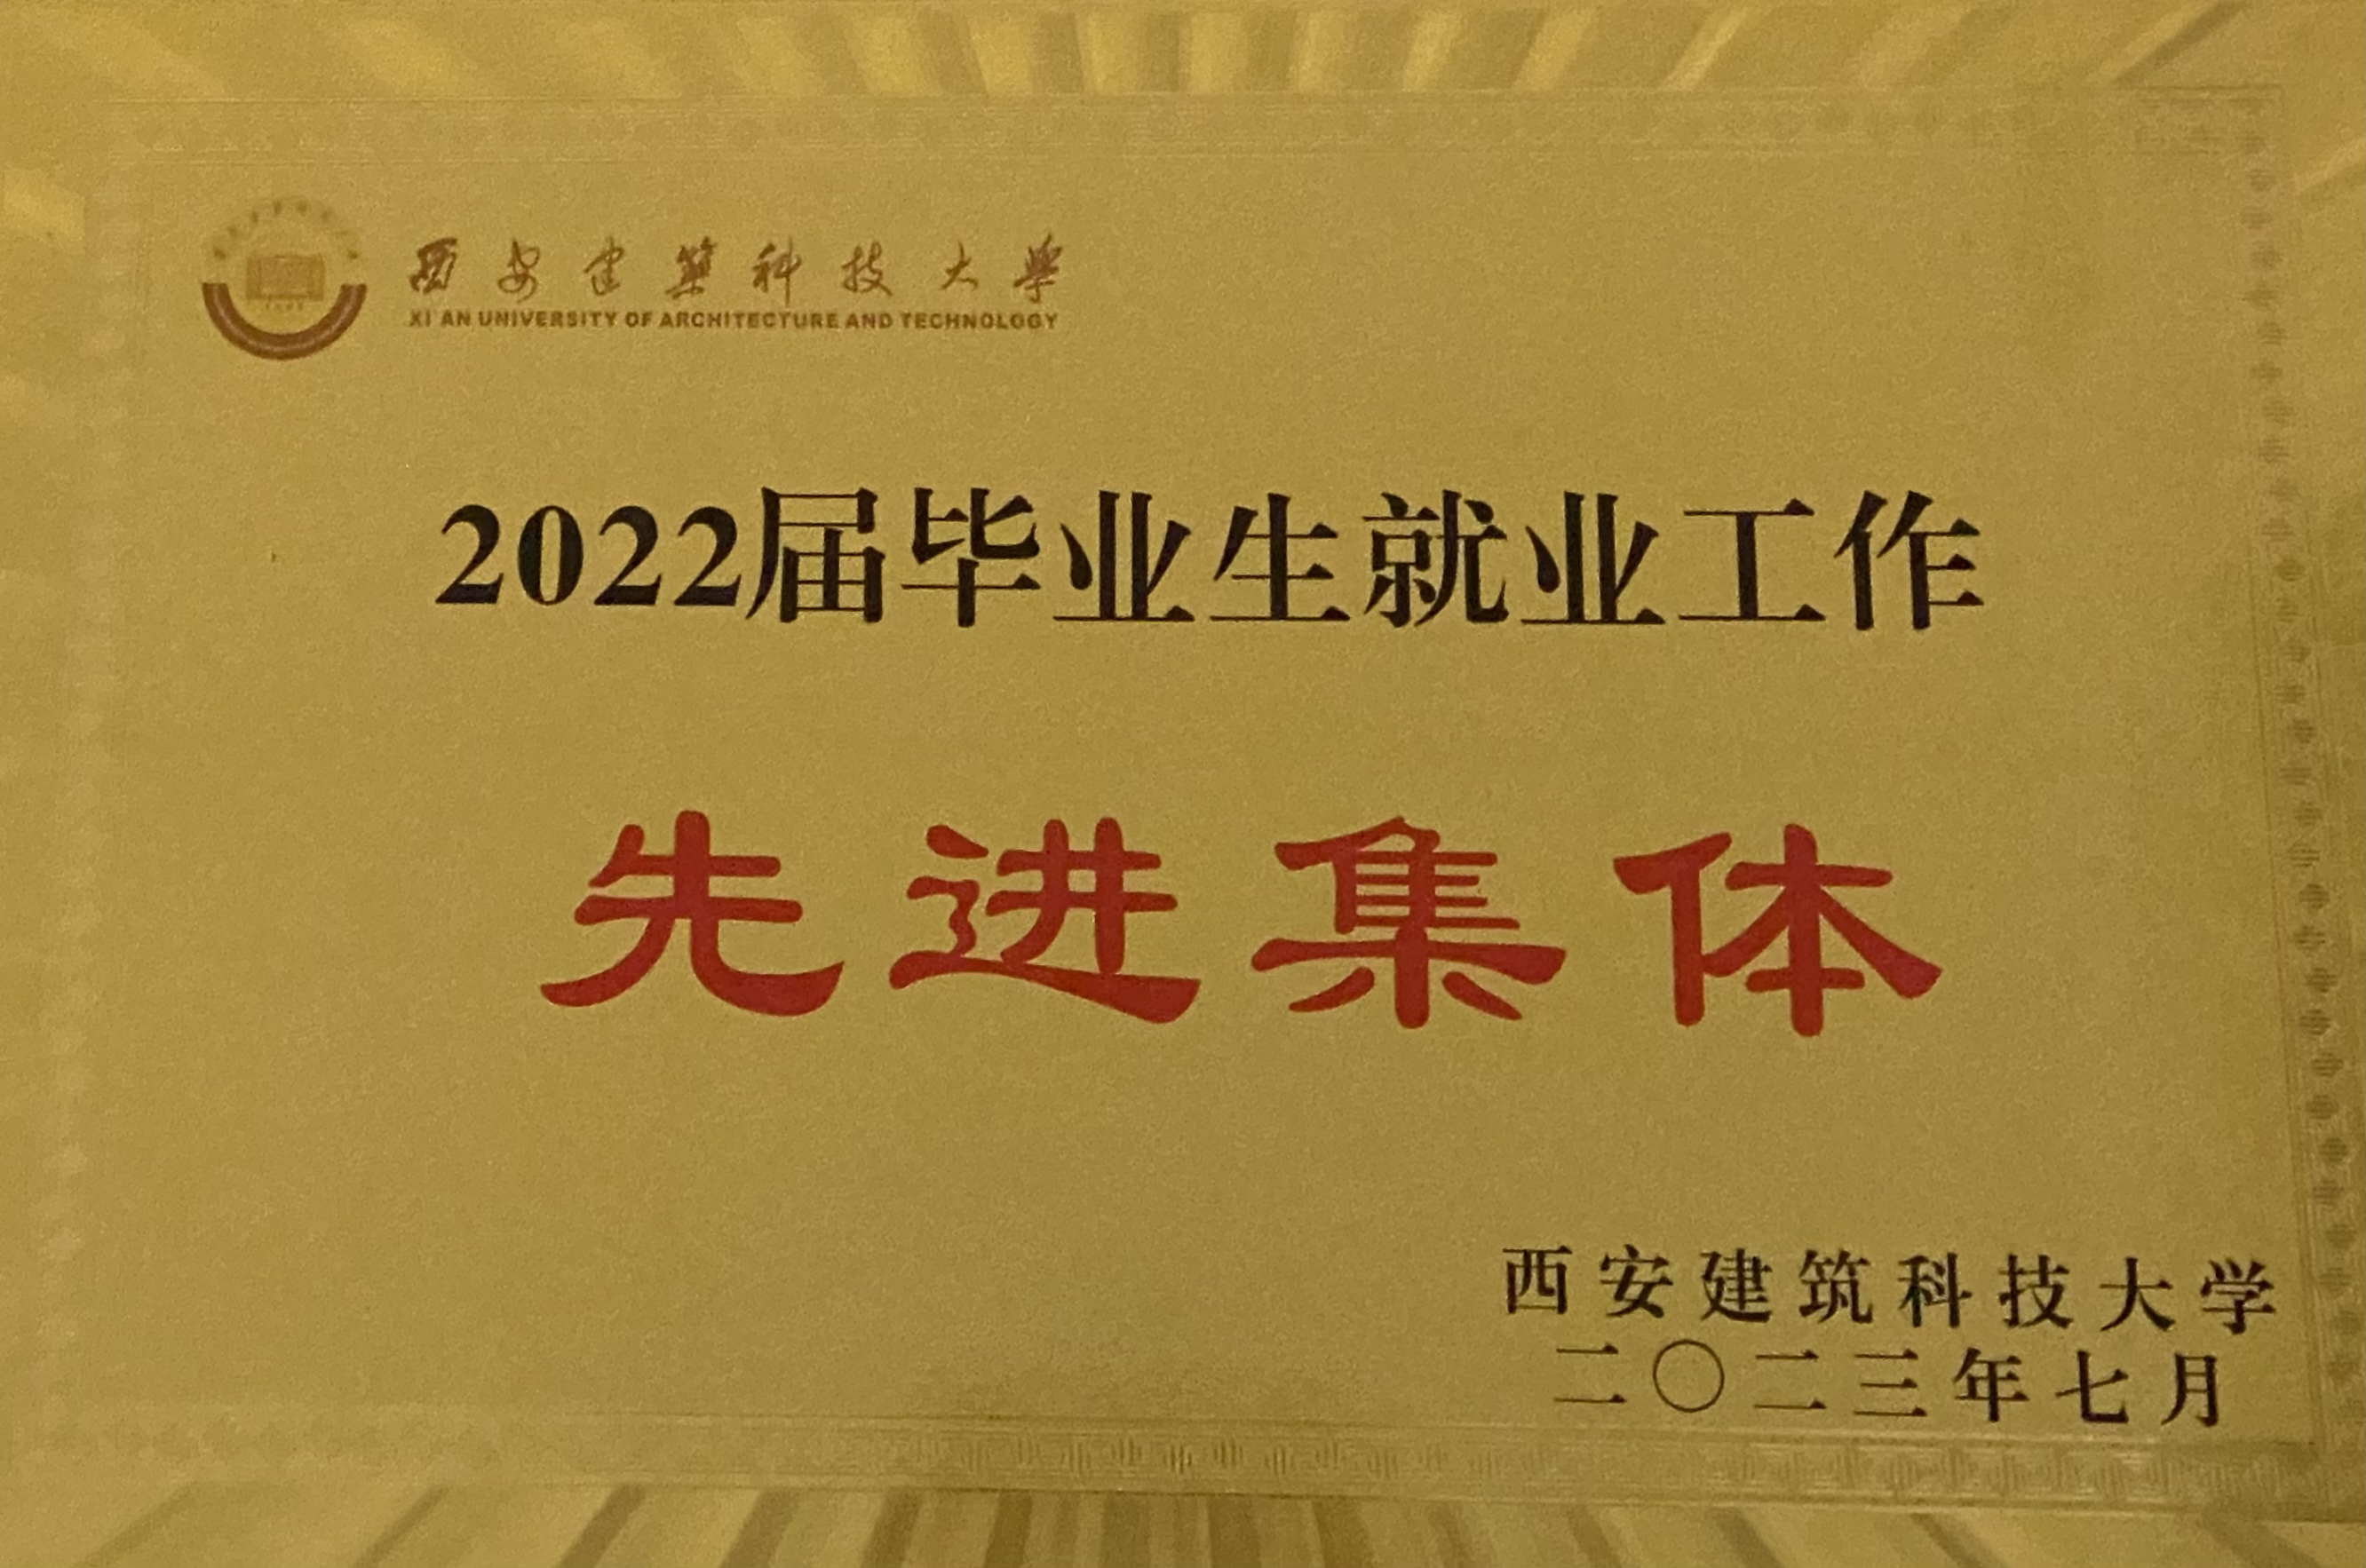 西安建筑科技大学
XI AN UNIVERSITY OF ARCHITECTURE AND TECHNOLOGY
2022届毕业生就业工作
先进集体
西安建筑科技大学
二〇二三年七月